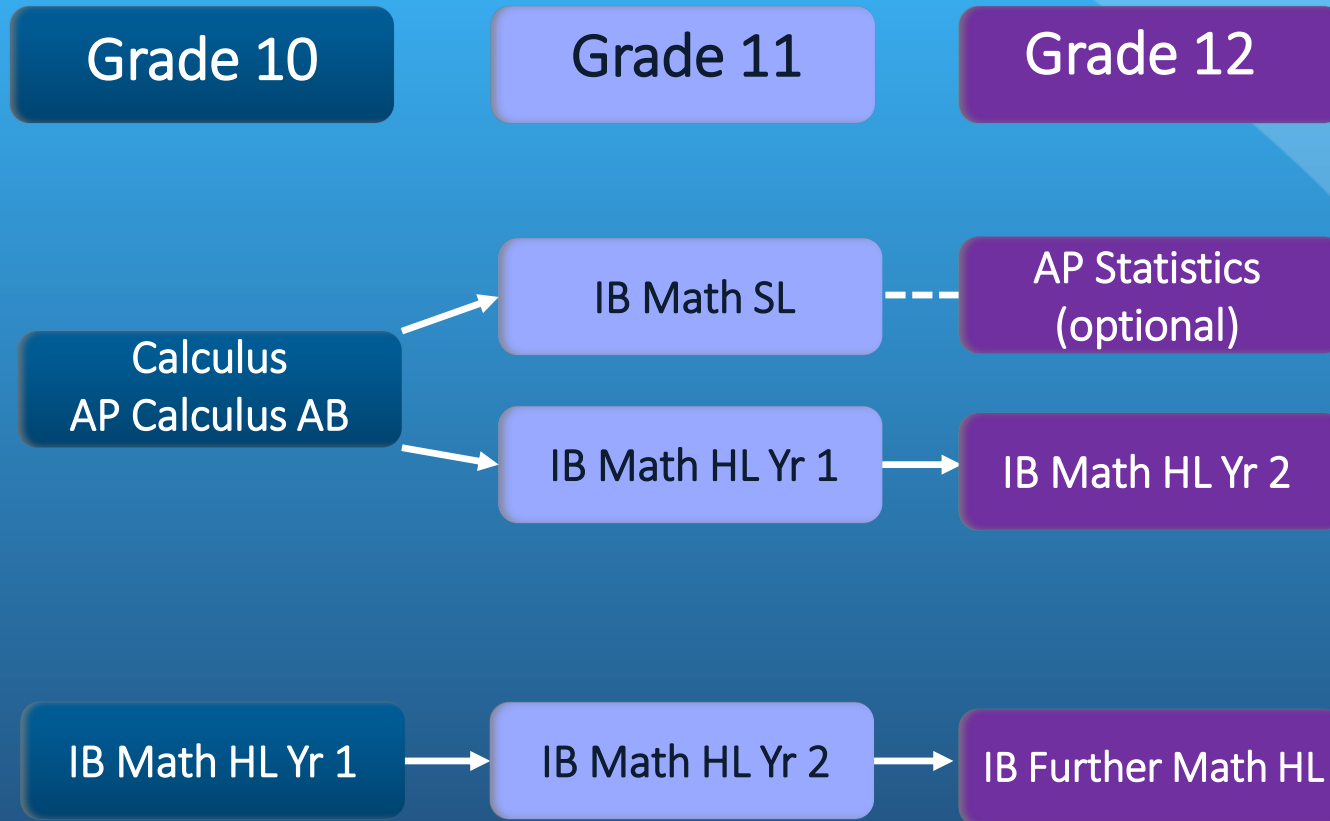 Grade 10
Grade 11
Grade 12
IB Math SL
AP Statistics
(optional)
Calculus
AP Calculus AB
IB Math HL Yr 1
IB Math HL Yr 2
IB Math HL Yr 1
IB Math HL Yr 2
IB Further Math HL